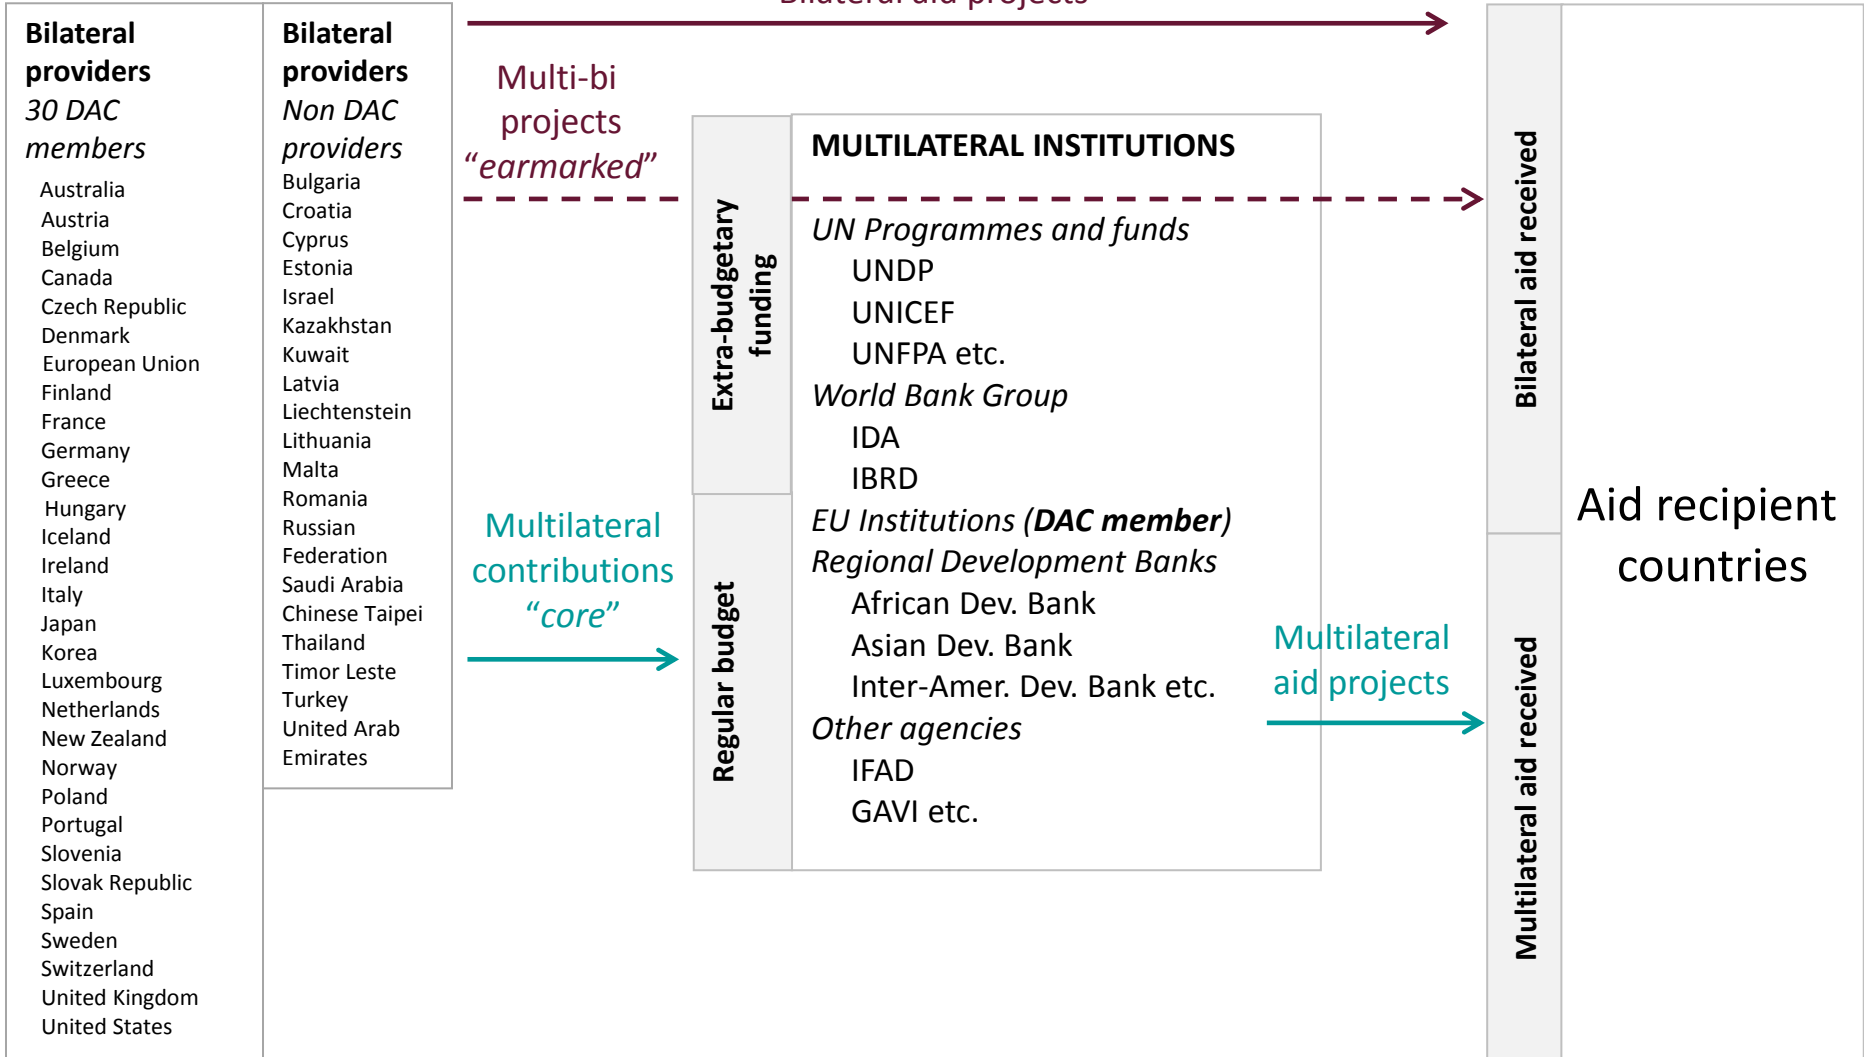 Bilateral aid projects
Bilateral
providers
30 DAC
members
Australia
Austria
Belgium
Canada
Czech Republic
Denmark
European Union
Finland
France
Germany
Greece
Hungary
Iceland
Ireland
Italy
Japan
Korea
Luxembourg
Netherlands
New Zealand
Norway
Poland
Portugal
Slovenia
Slovak Republic
Spain
Sweden
Switzerland
United Kingdom
United States
Bilateral
providers
Non DAC
providers
Bulgaria
Croatia
Cyprus
Estonia
Israel
Kazakhstan
Kuwait
Latvia
Liechtenstein
Lithuania
Malta
Romania
Russian
Federation
Saudi Arabia
Chinese Taipei
Thailand
Timor Leste
Turkey
United Arab
Emirates
Multi-bi
projects
“earmarked”
Multilateral
contributions
“core”
Extra-budgetary
funding
Regular budget
MULTILATERAL INSTITUTIONS
UN Programmes and funds
UNDP
UNICEF
UNFPA etc.
World Bank Group
IDA
IBRD
EU Institutions (DAC member)
Regional Development Banks
African Dev. Bank
Asian Dev. Bank
Inter-Amer. Dev. Bank etc.
Other agencies
IFAD
GAVI etc.
Multilateral
aid projects
Bilateral aid received
Multilateral aid received
Aid recipient
countries